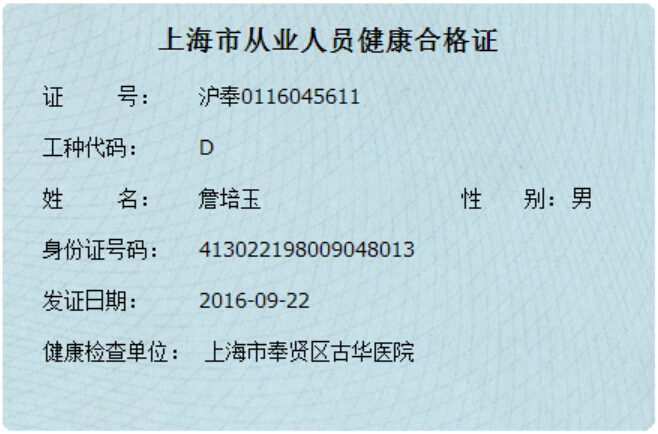 上海市从业人员健康合格证
证 号： 沪奉0116045611
工种代码： D
姓 名： 詹培玉 性 别：男
身份证号码： 413022198009048013
发证日期： 2016-09-22
健康检查单位： 上海市奉贤区古华医院